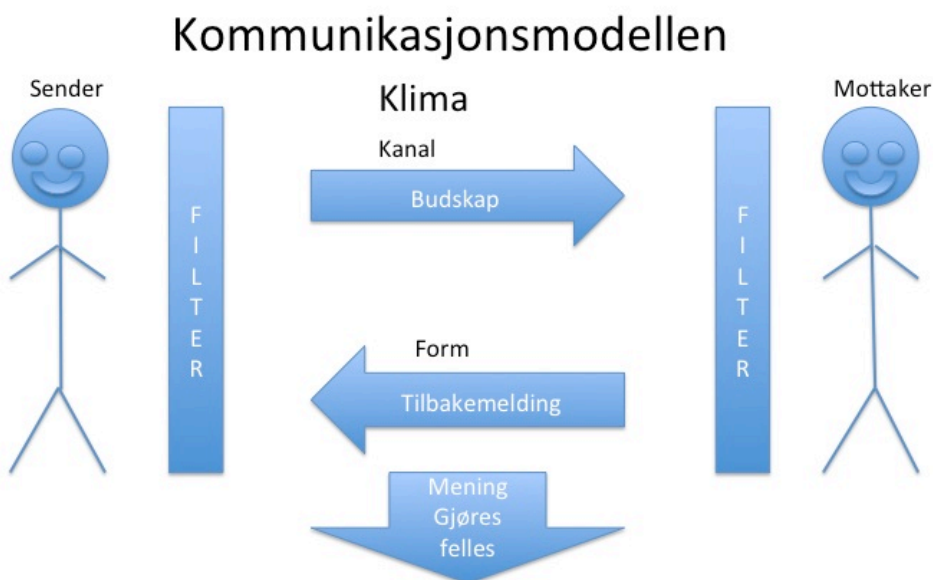 Kommunikasjonsmodellen
Sender
Klima
Mottaker
Kanal
Budskap
F
I
L
T
E
R
F
I
L
T
E
R
Form
Tilbakemelding
Mening
Gjøres
felles